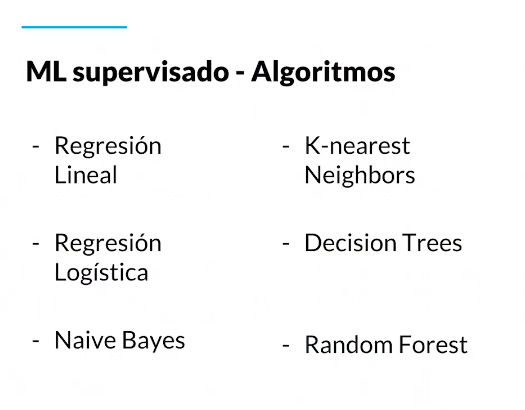 ML supervisado - Algoritmos
- Regresión
Lineal
- Regresión
Logística
- Naive Bayes
- K-nearest
Neighbors
- Decision Trees
- Random Forest